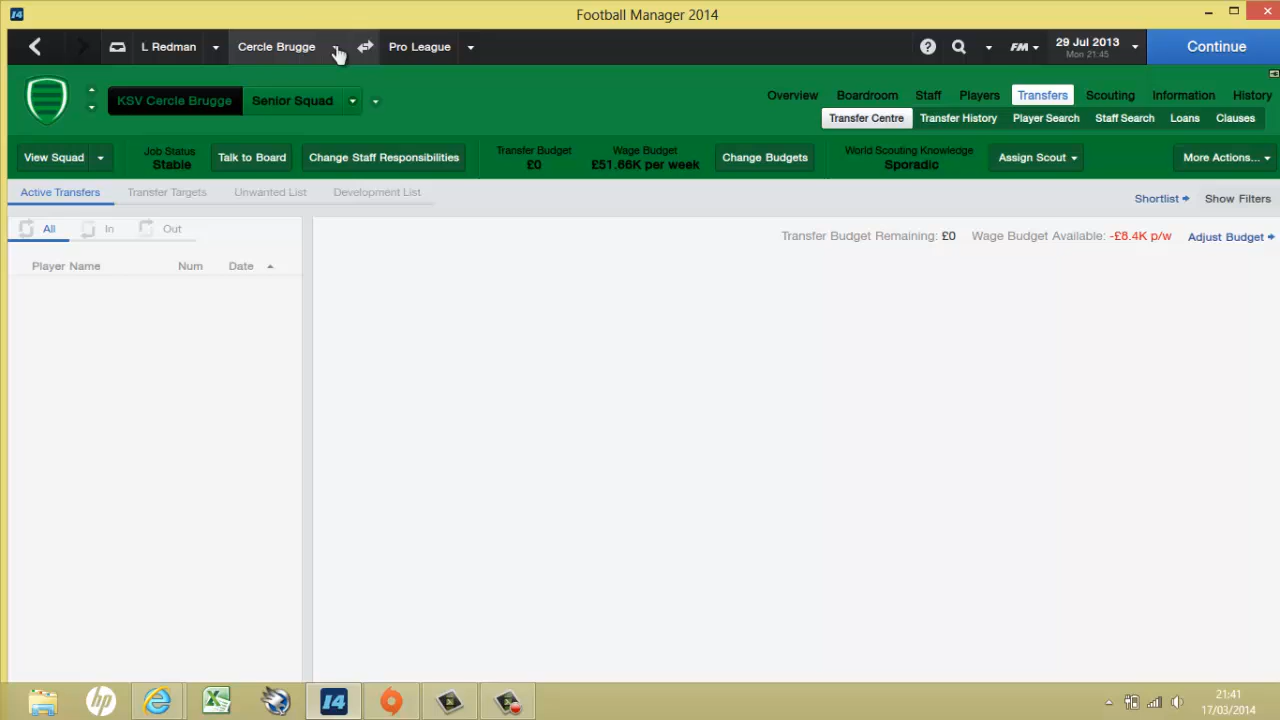 Football Manager 2014
L Redman
Cercle Brugge
Pro League
FM
29 Jul 2013
Mon 21:45
Continue
KSV Cercle Brugge
Senior Squad
Overview
Boardroom
Staff
Players
Transfers
Scouting
Information
History
Transfer Centre
Transfer History
Player Search
Staff Search
Loans
Clauses
View Squad
Job Status
Stable
Talk to Board
Change Staff Responsibilities
Transfer Budget
£0
Wage Budget
£51.66K per week
Change Budgets
World Scouting Knowledge
Sporadic
Assign Scout
More Actions...
Active Transfers
Transfer Targets
Unwanted List
Development List
Shortlist
Show Filters
All
In
Out
Transfer Budget Remaining: £0
Wage Budget Available: -£8.4K p/w
Adjust Budget
Player Name
Num
Date
hp
14
21:41
17/03/2014